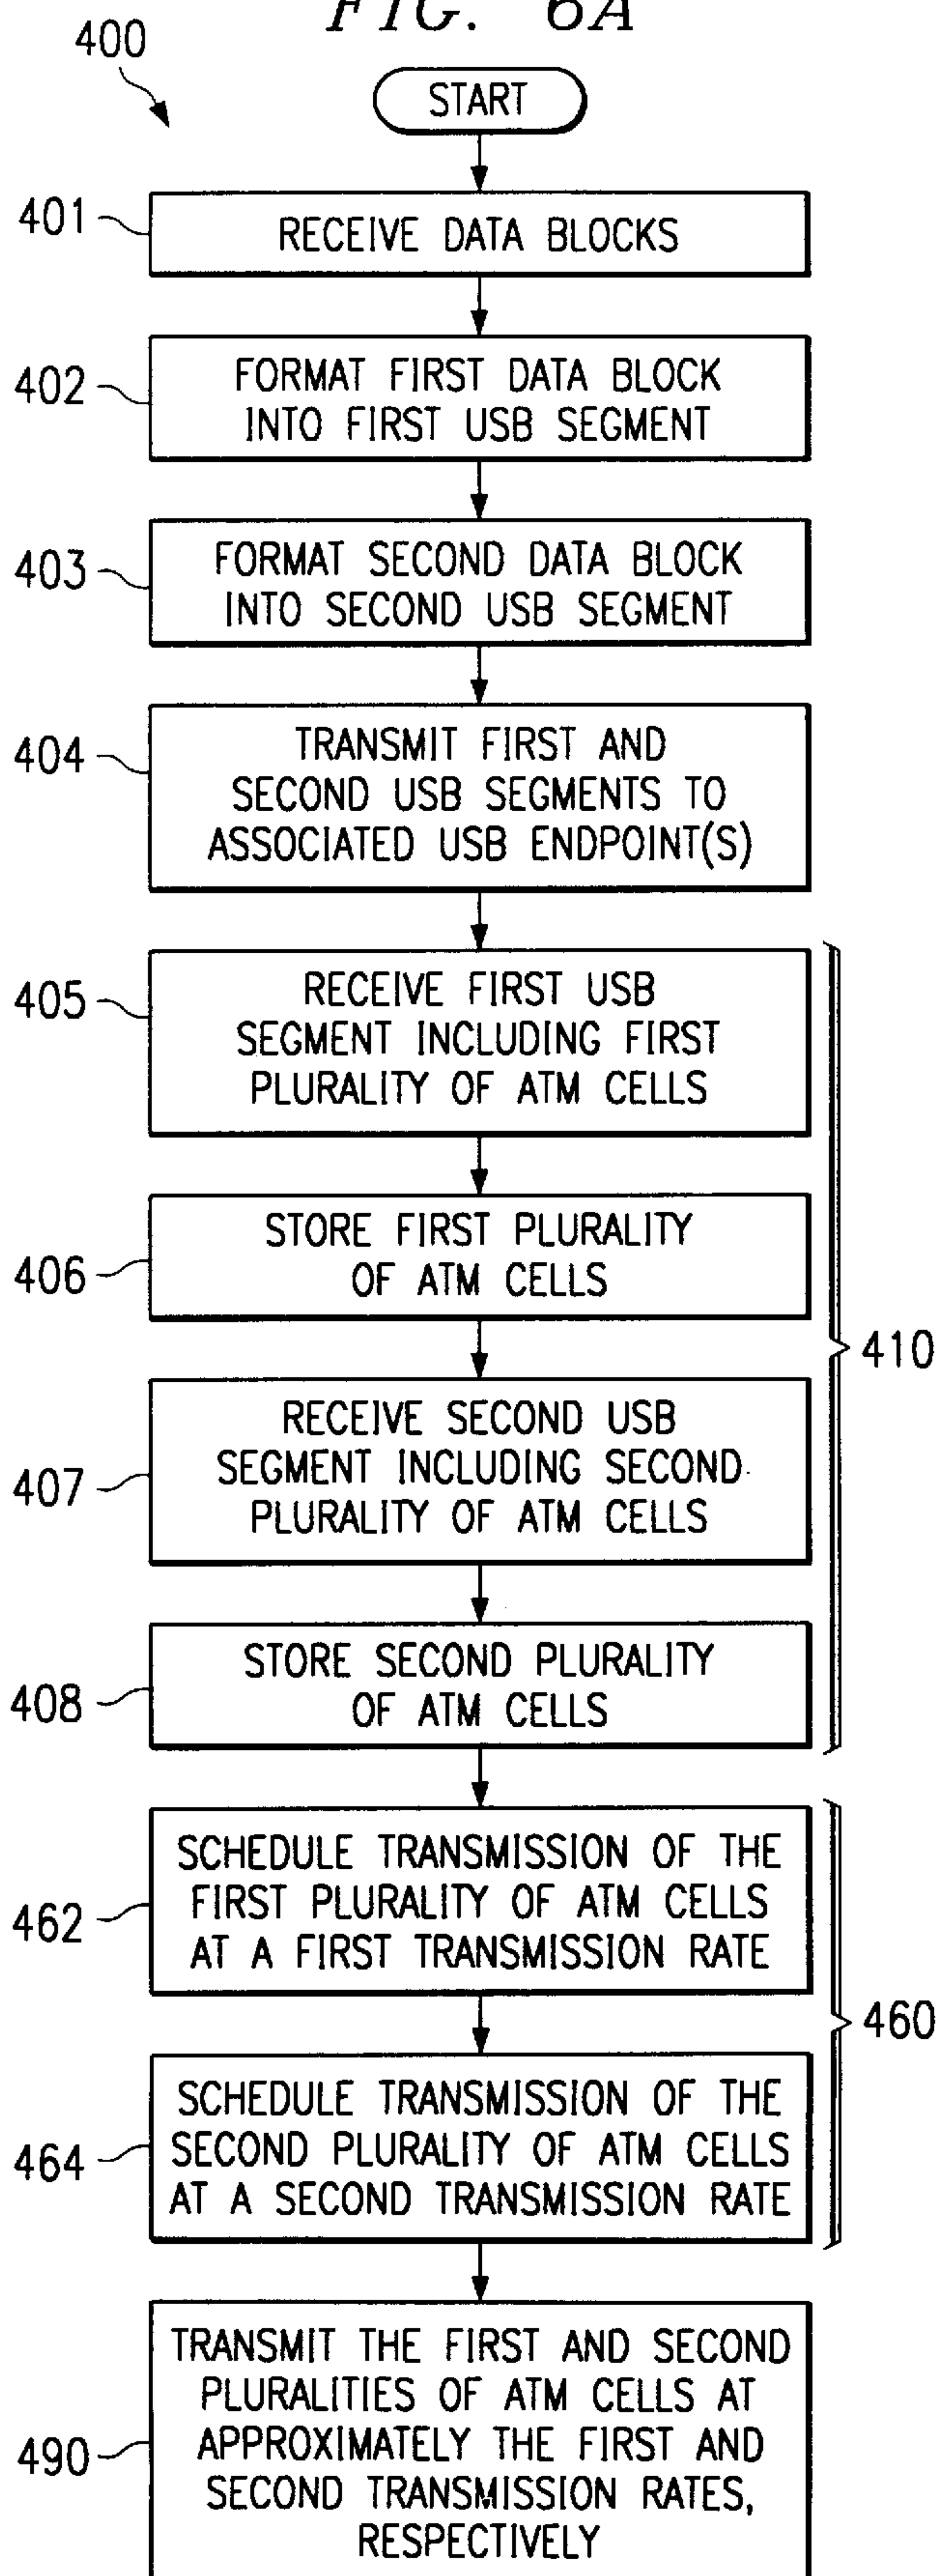 FIG. 6A
400
START
401
RECEIVE DATA BLOCKS
402
FORMAT FIRST DATA BLOCK
INTO FIRST USB SEGMENT
403
FORMAT SECOND DATA BLOCK
INTO SECOND USB SEGMENT
404
TRANSMIT FIRST AND
SECOND USB SEGMENTS TO
ASSOCIATED USB ENDPOINT(S)
405
RECEIVE FIRST USB
SEGMENT INCLUDING FIRST
PLURALITY OF ATM CELLS
406
STORE FIRST PLURALITY
OF ATM CELLS
410
407
RECEIVE SECOND USB
SEGMENT INCLUDING SECOND
PLURALITY OF ATM CELLS
408
STORE SECOND PLURALITY
OF ATM CELLS
462
SCHEDULE TRANSMISSION OF THE
FIRST PLURALITY OF ATM CELLS
AT A FIRST TRANSMISSION RATE
460
464
SCHEDULE TRANSMISSION OF THE
SECOND PLURALITY OF ATM CELLS
AT A SECOND TRANSMISSION RATE
490
TRANSMIT THE FIRST AND SECOND
PLURALITIES OF ATM CELLS AT
APPROXIMATELY THE FIRST AND
SECOND TRANSMISSION RATES,
RESPECTIVELY